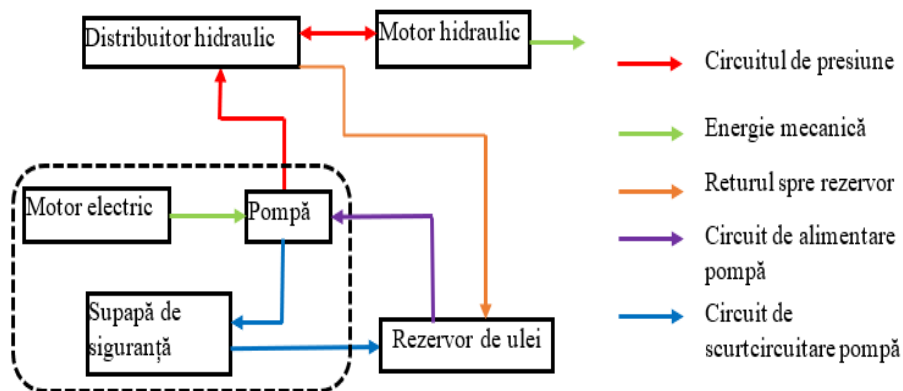 Distribuitor hidraulic
Motor hidraulic
Motor electric
Pompă
Supapă de
siguranță
Rezervor de ulei
Circuitul de presiune
Energie mecanică
Returul spre rezervor
Circuit de alimentare
pompă
Circuit de
scurtcircuitare pompă